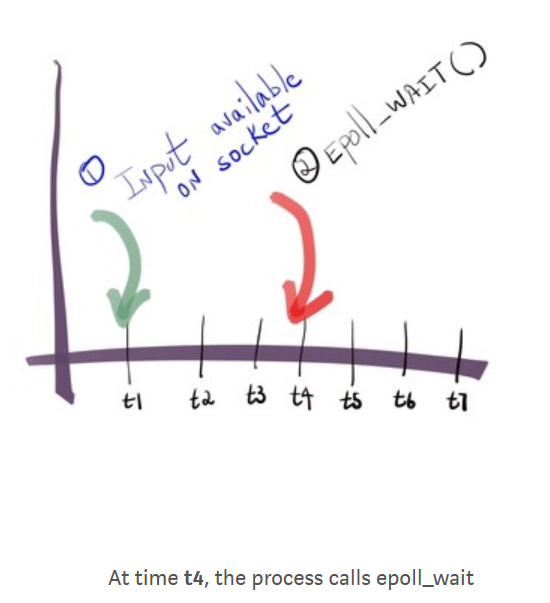 ① Input available
on socket
② Epoll_WAIT()
t1 t2 t3 t4 t5 t6 t7
At time t4, the process calls epoll_wait